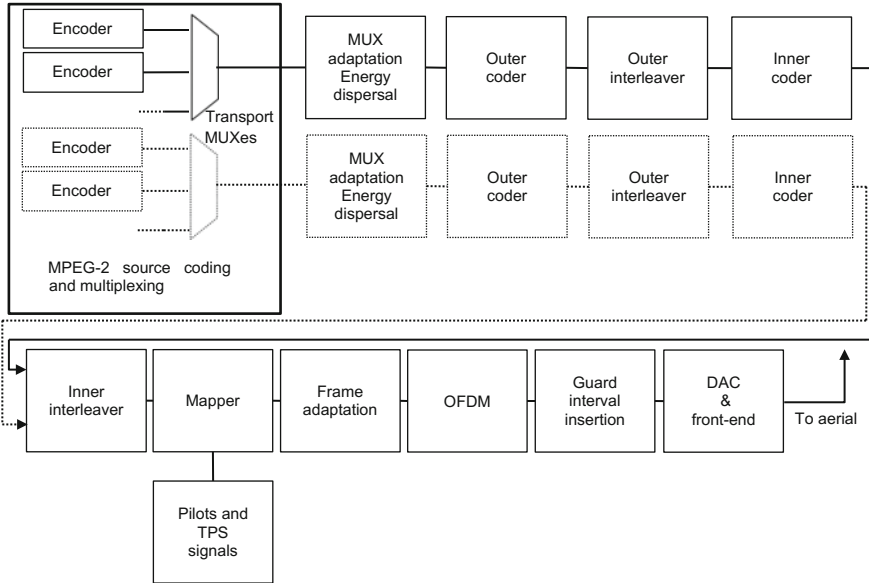 Encoder
Encoder
Transport
MUXes
MUX
adaptation
Energy
dispersal
Outer
coder
Outer
interleaver
Inner
coder
Encoder
Encoder
MUX
adaptation
Energy
dispersal
Outer
coder
Outer
interleaver
Inner
coder
MPEG-2 source coding
and multiplexing
Inner
interleaver
Mapper
Frame
adaptation
OFDM
Guard
interval
insertion
DAC
&
front-end
To aerial
Pilots and
TPS
signals